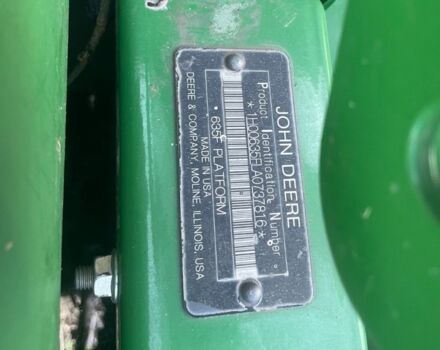 JOHN DEERE
Product Identification Number
*1H00635FLA0737816*
635F PLATFORM
MADE IN USA
DEERE & COMPANY, MOLINE, ILLINOIS, USA